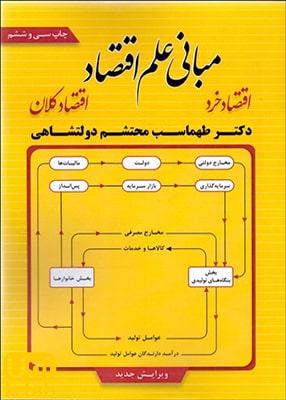 چاپ سی و ششم
مبانی علم اقتصاد
اقتصاد خرد
اقتصاد کلان
دکتر طهماسب محتشم دولتشاهی
مخارج دولتی
دولت
مالیات‌ها
سرمایه‌گذاری
بازار سرمایه
پس‌انداز
مخارج مصرفی
کالاها و خدمات
بخش خانوارها
بخش
بنگاه‌های تولیدی
عوامل تولید
درآمد دارندگان عوامل تولید
ویرایش جدید